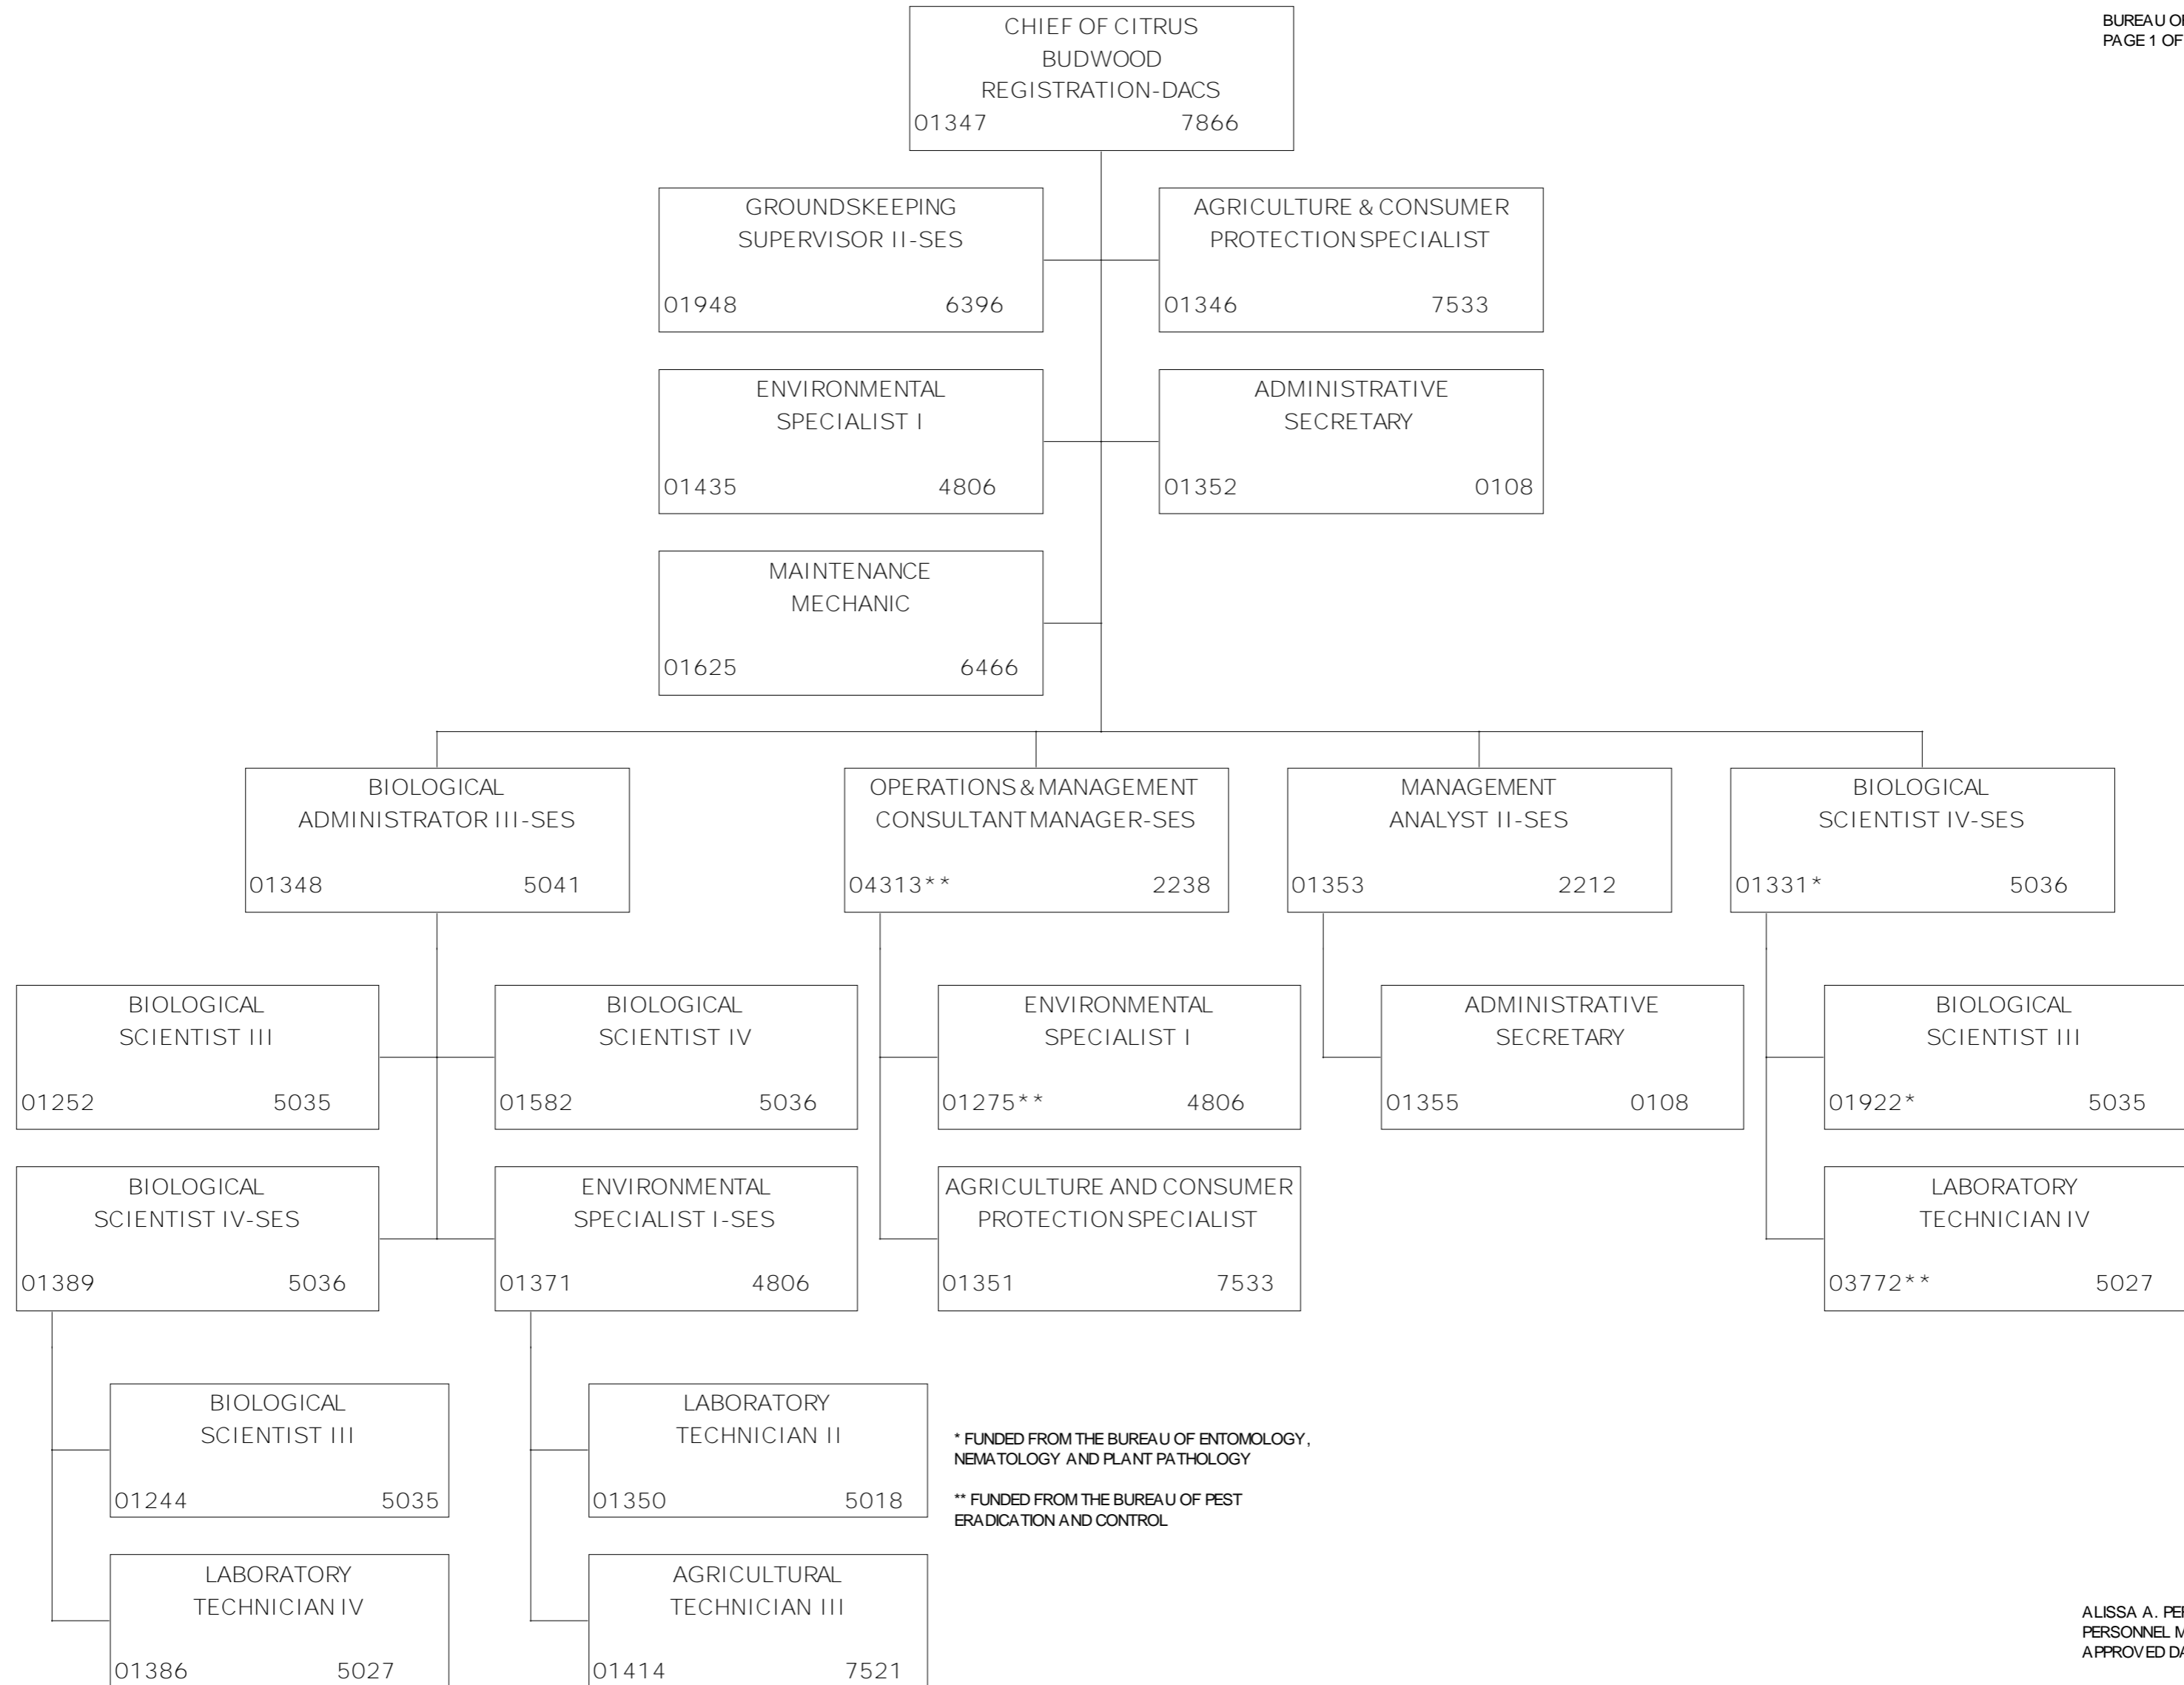 BUREAU OF
PAGE 1 OF
CHIEF OF CITRUS
BUDWOOD
REGISTRATION-DACS
01347 7866
GROUNDSKEEPING
SUPERVISOR II-SES
01948 6396
AGRICULTURE & CONSUMER
PROTECTION SPECIALIST
01346 7533
ENVIRONMENTAL
SPECIALIST I
01435 4806
ADMINISTRATIVE
SECRETARY
01352 0108
MAINTENANCE
MECHANIC
01625 6466
BIOLOGICAL
ADMINISTRATOR III-SES
01348 5041
OPERATIONS & MANAGEMENT
CONSULTANT MANAGER-SES
04313** 2238
MANAGEMENT
ANALYST II-SES
01353 2212
BIOLOGICAL
SCIENTIST IV-SES
01331* 5036
BIOLOGICAL
SCIENTIST III
01252 5035
BIOLOGICAL
SCIENTIST IV
01582 5036
ENVIRONMENTAL
SPECIALIST I
01275** 4806
ADMINISTRATIVE
SECRETARY
01355 0108
BIOLOGICAL
SCIENTIST III
01922* 5035
BIOLOGICAL
SCIENTIST IV-SES
01389 5036
ENVIRONMENTAL
SPECIALIST I-SES
01371 4806
AGRICULTURE AND CONSUMER
PROTECTION SPECIALIST
01351 7533
LABORATORY
TECHNICIAN IV
03772** 5027
BIOLOGICAL
SCIENTIST III
01244 5035
LABORATORY
TECHNICIAN II
01350 5018
* FUNDED FROM THE BUREAU OF ENTOMOLOGY,
NEMATOLOGY AND PLANT PATHOLOGY
** FUNDED FROM THE BUREAU OF PEST
ERADICATION AND CONTROL
LABORATORY
TECHNICIAN IV
01386 5027
AGRICULTURAL
TECHNICIAN III
01414 7521
ALISSA A.
PERSONNEL
APPROVED